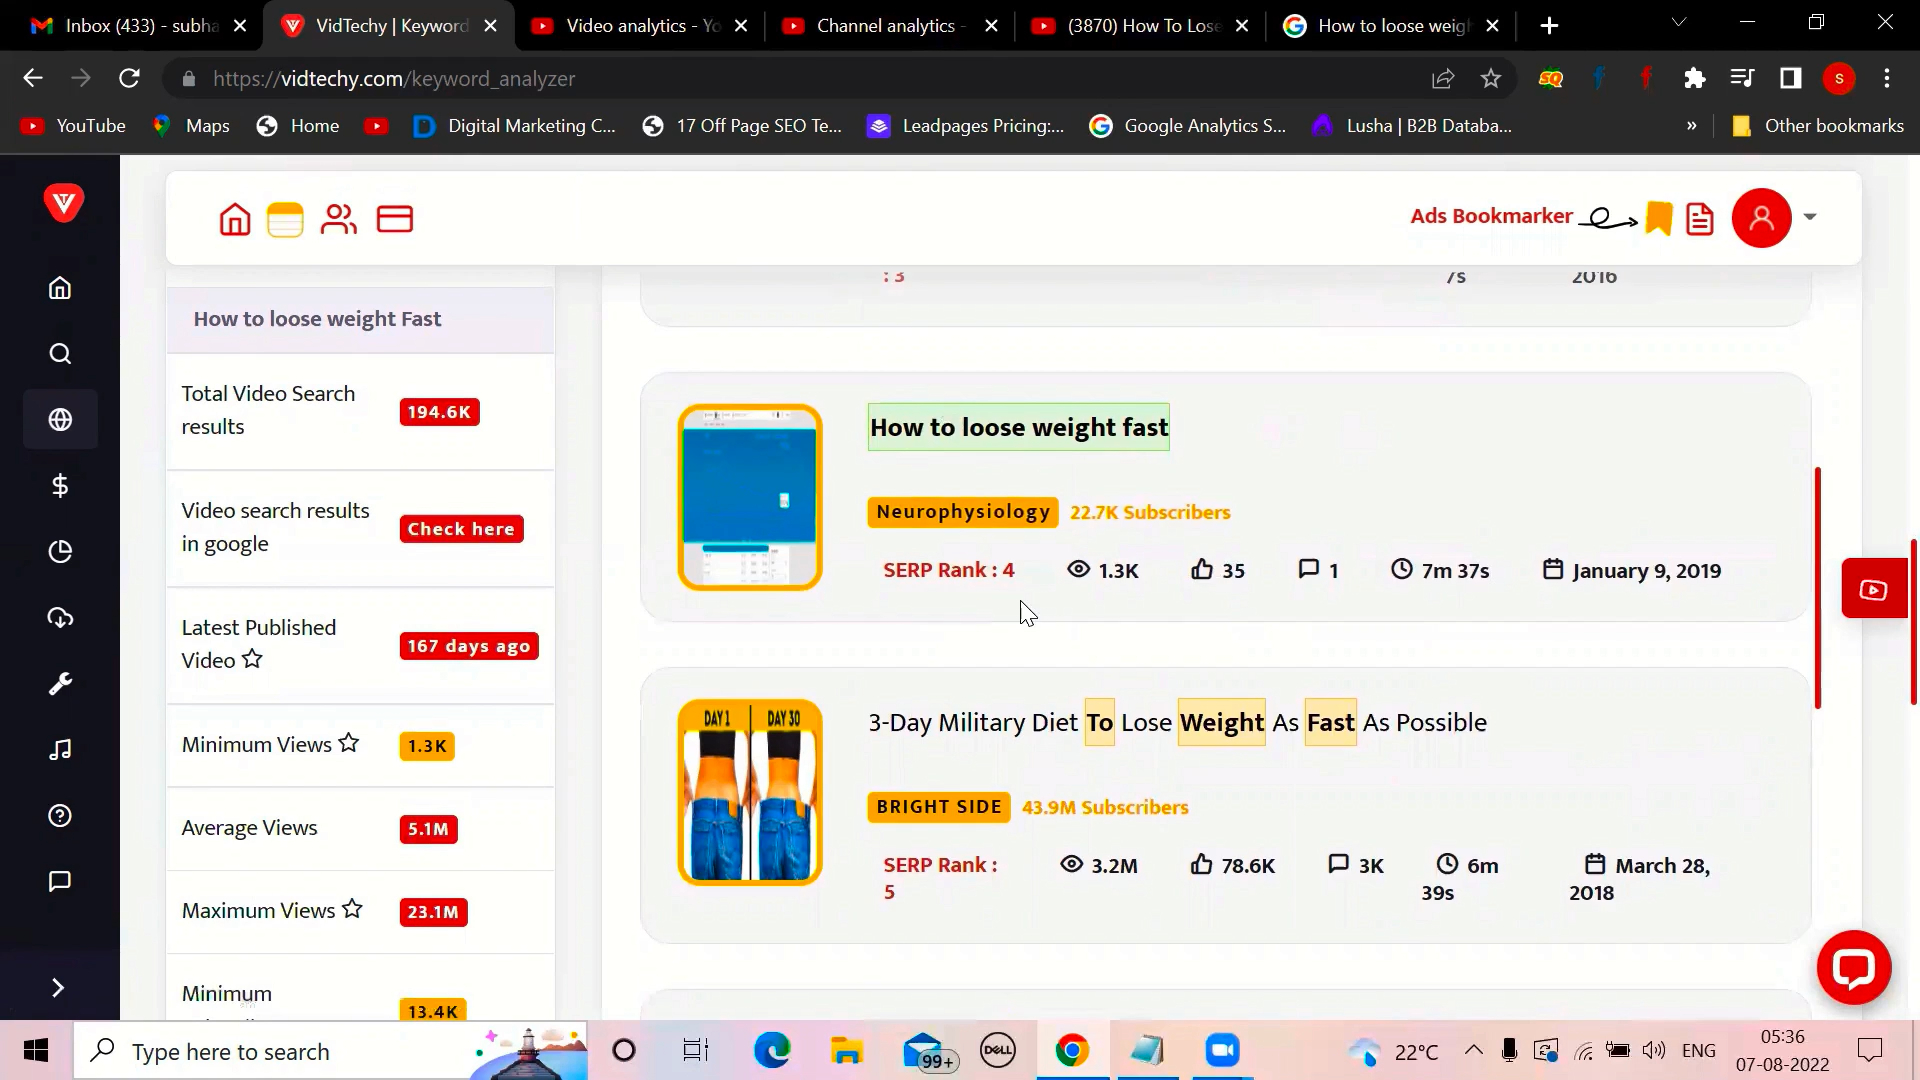 Inbox (433) - subha
VidTechy | Keyword
Video analytics - Yo
Channel analytics -
(3870) How To Lose
How to loose weigh
https://vidtechy.com/keyword_analyzer
SQ
s
YouTube
Maps
Home
Digital Marketing C...
17 Off Page SEO Te...
Leadpages Pricing:...
Google Analytics S...
Lusha | B2B Databa...
»
Other bookmarks
Ads Bookmarker
How to loose weight Fast
Total Video Search
results
194.6K
Video search results
in google
Check here
Latest Published
Video
167 days ago
Minimum Views
1.3K
Average Views
5.1M
Maximum Views
23.1M
Minimum
13.4K
: 3
7s
2016
How to loose weight fast
Neurophysiology 22.7K Subscribers
SERP Rank : 4 1.3K 35 1 7m 37s January 9, 2019
DAY 1 DAY 30
3-Day Military Diet To Lose Weight As Fast As Possible
BRIGHT SIDE 43.9M Subscribers
SERP Rank : 3.2M 78.6K 3K 6m March 28,
5 39s 2018
Type here to search
99+
DELL
22°C
ENG
05:36
07-08-2022